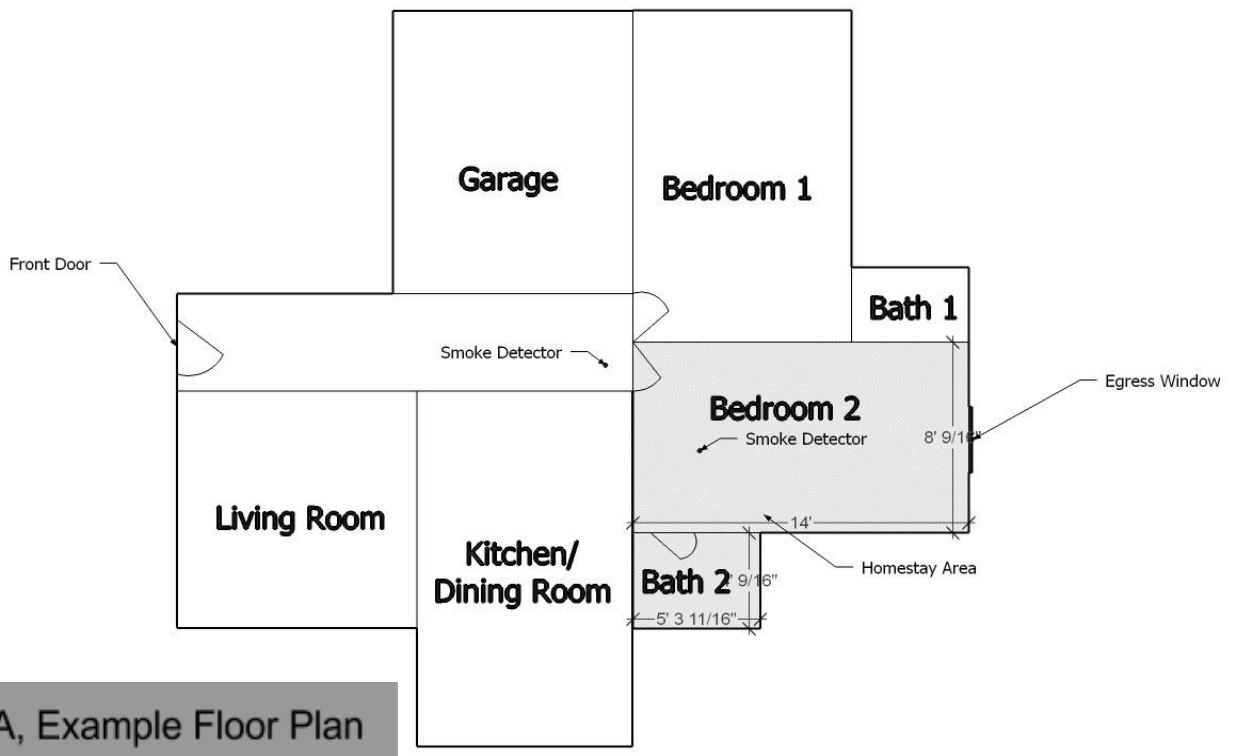 Garage
Bedroom 1
Front Door
Bath 1
Smoke Detector
Egress Window
Bedroom 2
Smoke Detector
8' 9/16"
14'
Living Room
Kitchen/
Dining Room
Homestay Area
Bath 2
9/16"
5' 3 11/16"
A, Example Floor Plan